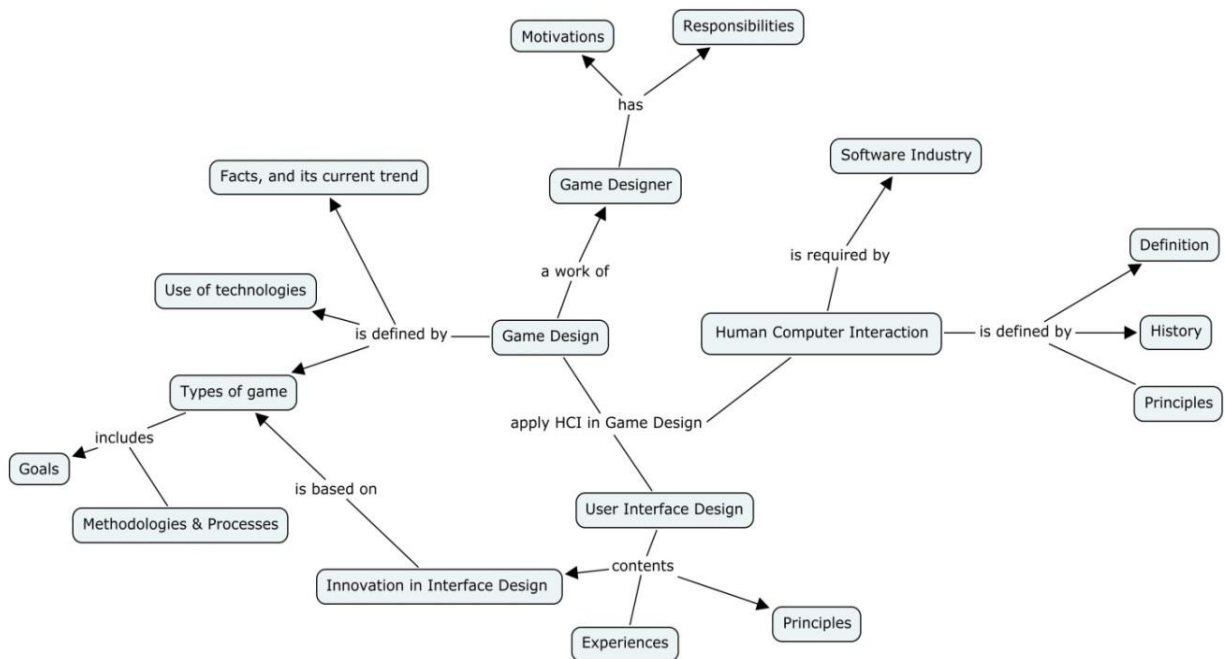 Responsibilities
Motivations
has
Software Industry
Facts, and its current trend
Game Designer
Definition
is required by
a work of
Use of technologies
is defined by
Game Design
Human Computer Interaction
is defined by
History
Types of game
Principles
apply HCI in Game Design
includes
Goals
is based on
User Interface Design
Methodologies & Processes
contents
Innovation in Interface Design
Principles
Experiences